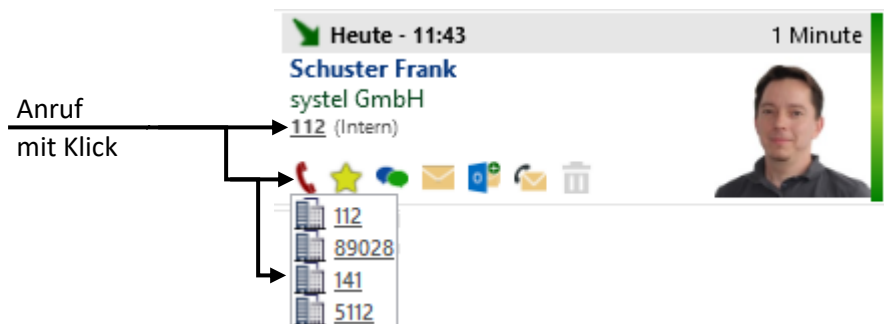 Heute - 11:43 1 Minute
Schuster Frank
systel GmbH
Anruf
mit Klick
112 (Intern)
112
89028
141
5112